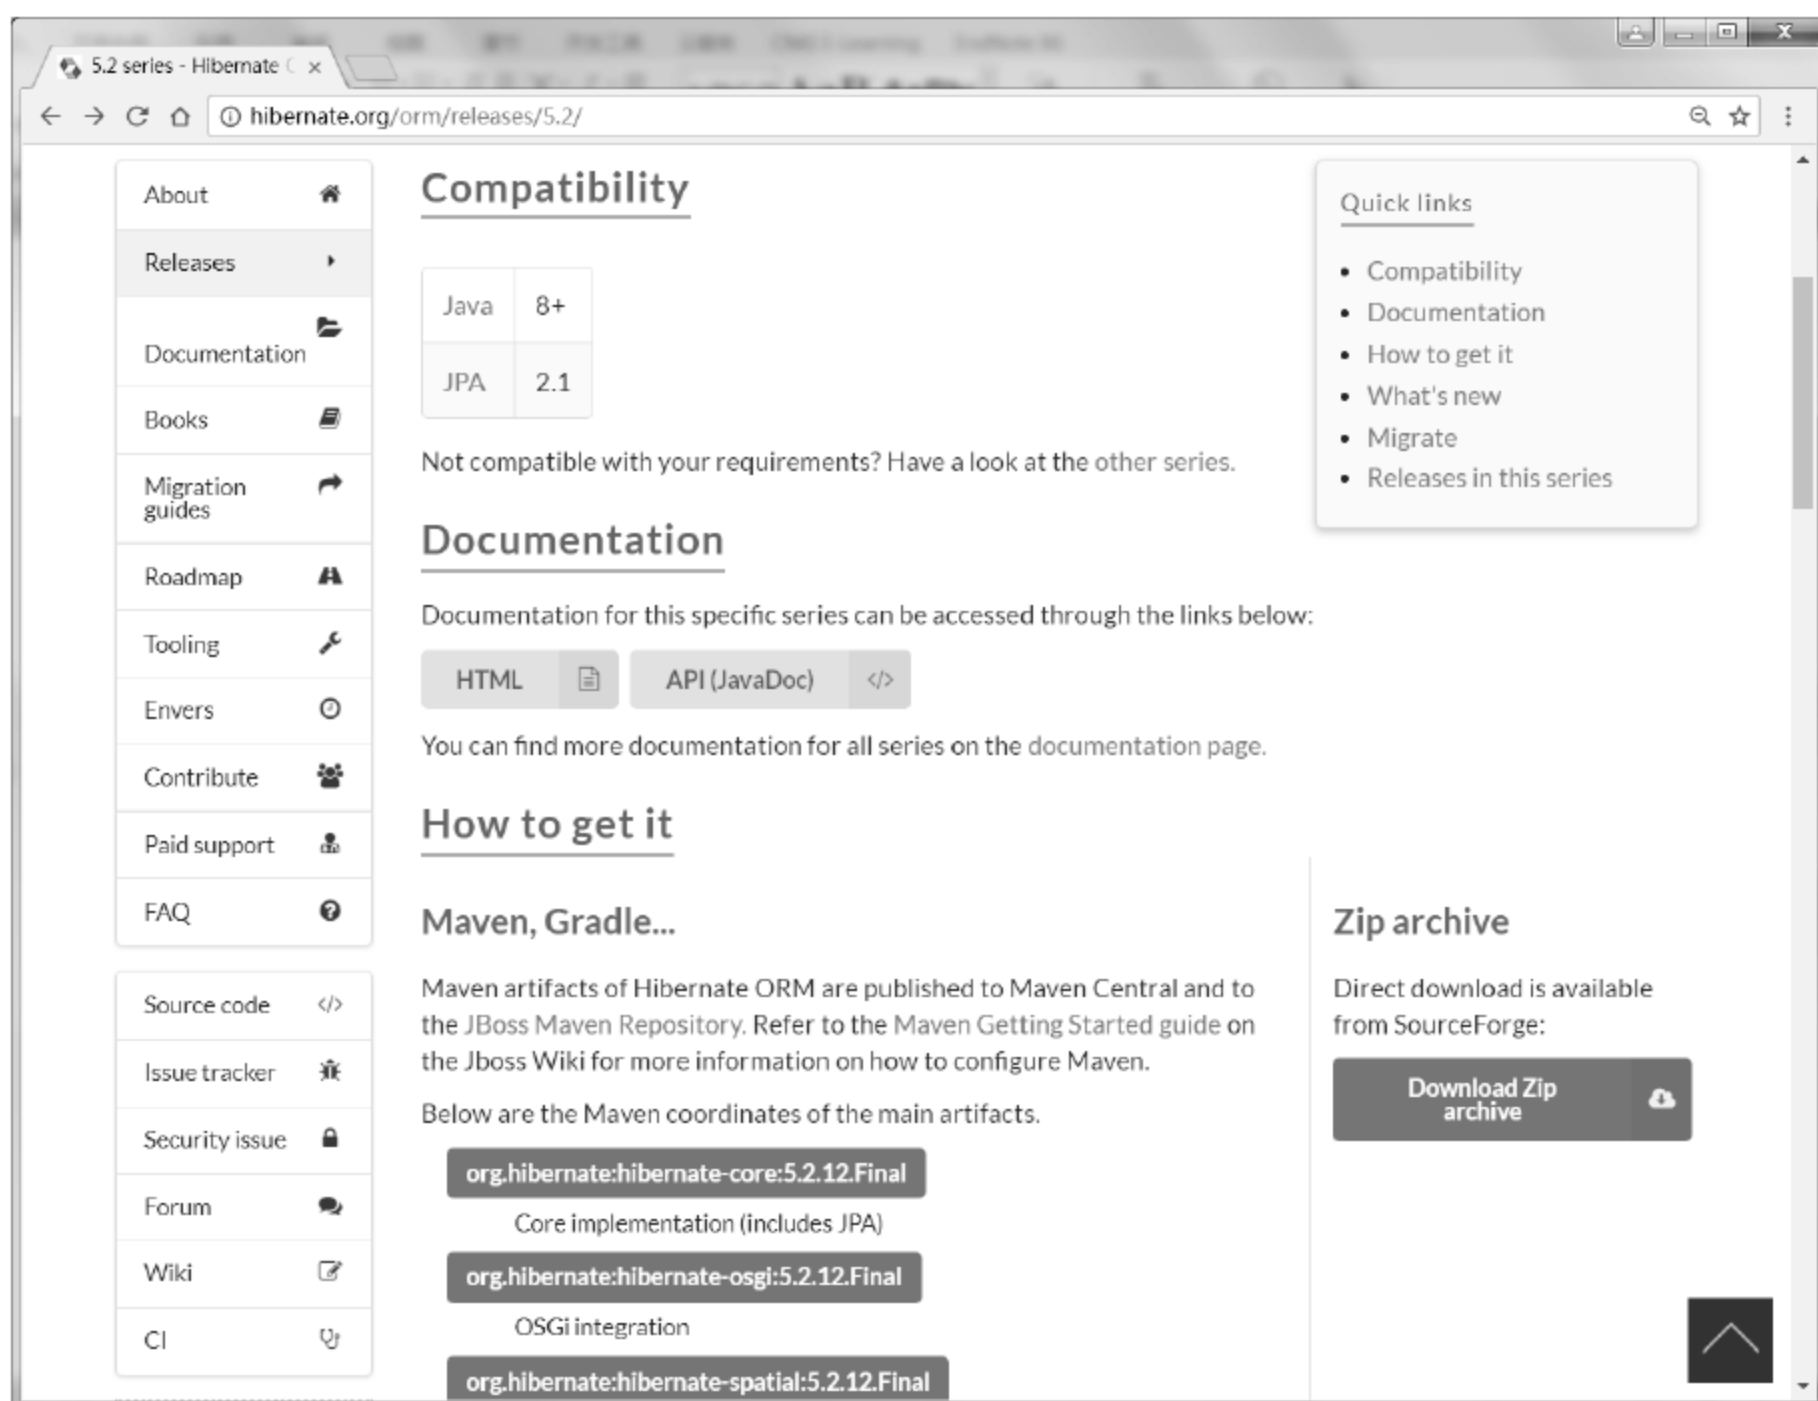 5.2 series - Hibernate
hibernate.org/orm/releases/5.2/
About
Releases
Documentation
Books
Migration
guides
Roadmap
Tooling
Envers
Contribute
Paid support
FAQ
Source code
Issue tracker
Security issue
Forum
Wiki
CI
Compatibility
Java 8+
JPA 2.1
Not compatible with your requirements? Have a look at the other series.
Documentation
Documentation for this specific series can be accessed through the links below:
HTML
API (JavaDoc) </>
You can find more documentation for all series on the documentation page.
How to get it
Maven, Gradle...
Maven artifacts of Hibernate ORM are published to Maven Central and to
the JBoss Maven Repository. Refer to the Maven Getting Started guide on
the Jboss Wiki for more information on how to configure Maven.
Below are the Maven coordinates of the main artifacts.
org.hibernate:hibernate-core:5.2.12.Final
Core implementation (includes JPA)
org.hibernate:hibernate-osgi:5.2.12.Final
OSGi integration
org.hibernate:hibernate-spatial:5.2.12.Final
Quick links
• Compatibility
• Documentation
• How to get it
• What's new
• Migrate
• Releases in this series
Zip archive
Direct download is available
from SourceForge:
Download Zip
archive